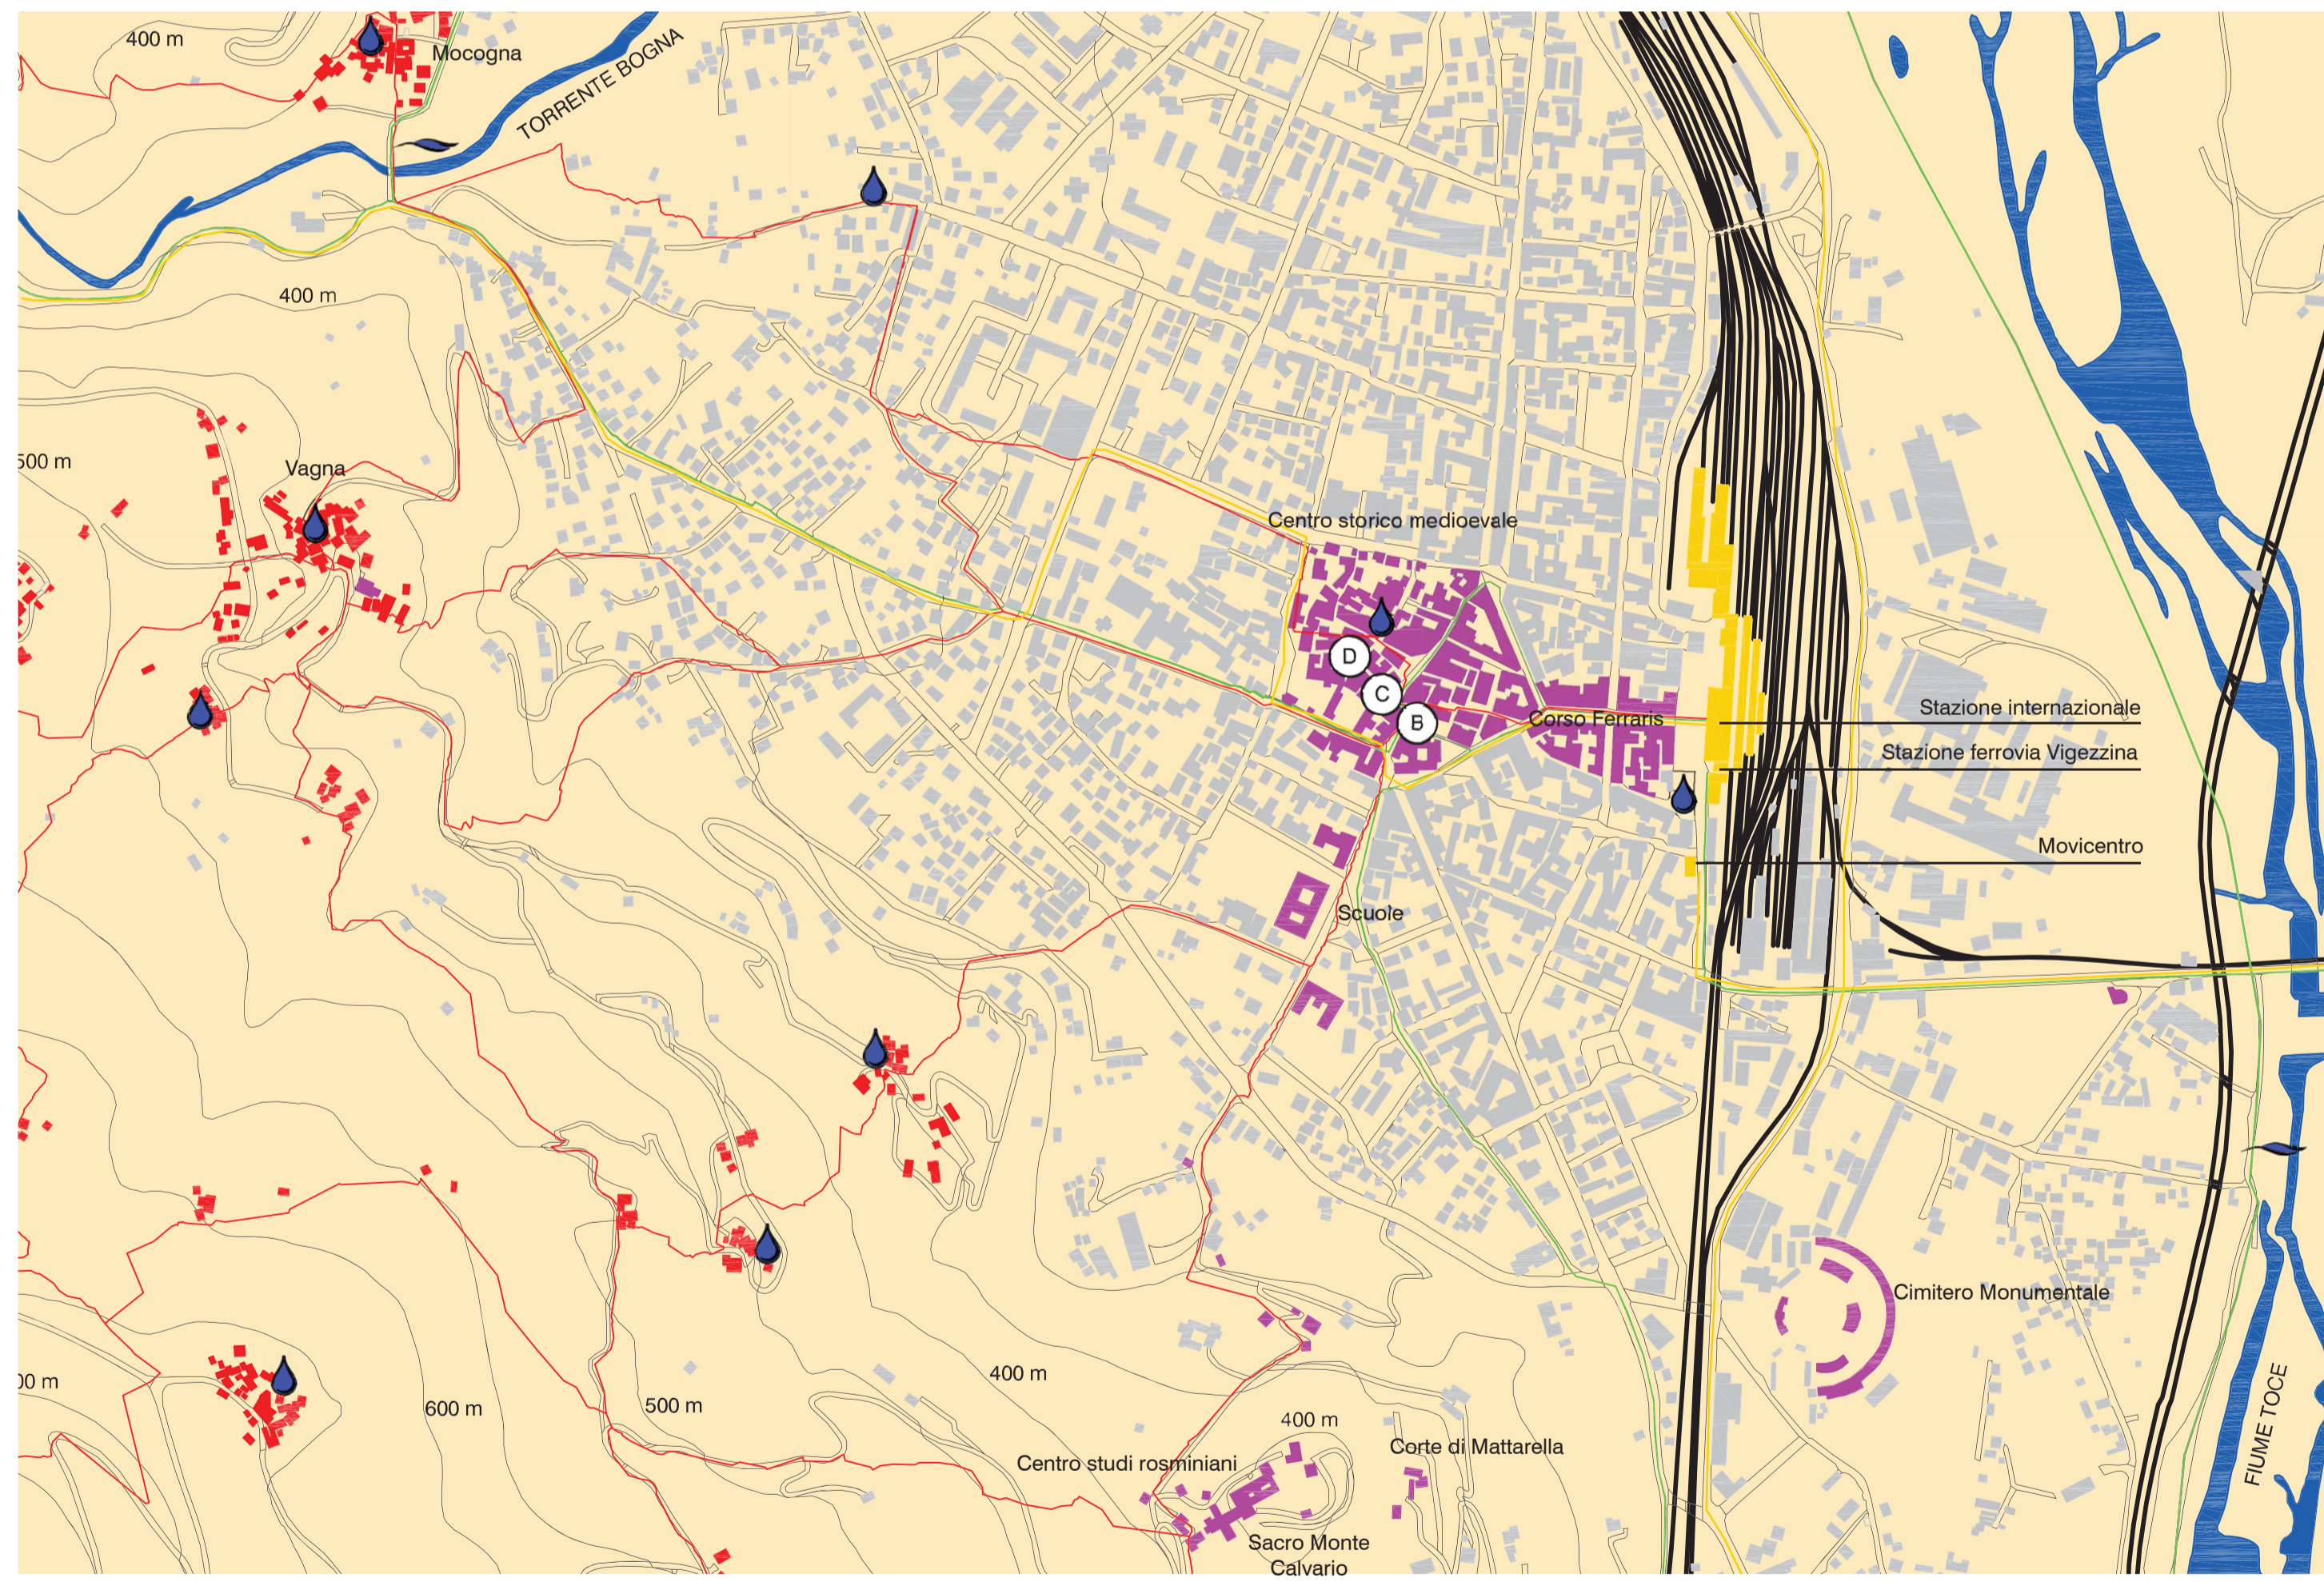 400 m
Mocogna
TORRENTE BOGNA
400 m
500 m
Vagna
Centro storico medioevale
D
C
B
Corso Ferraris
Stazione internazionale
Stazione ferrovia Vigezzina
Movicentro
Scuole
Cimitero Monumentale
400 m
00 m
600 m
500 m
400 m
Corte di Mattarella
Centro studi rosminiani
FIUME TOCE
Sacro Monte
Calvario